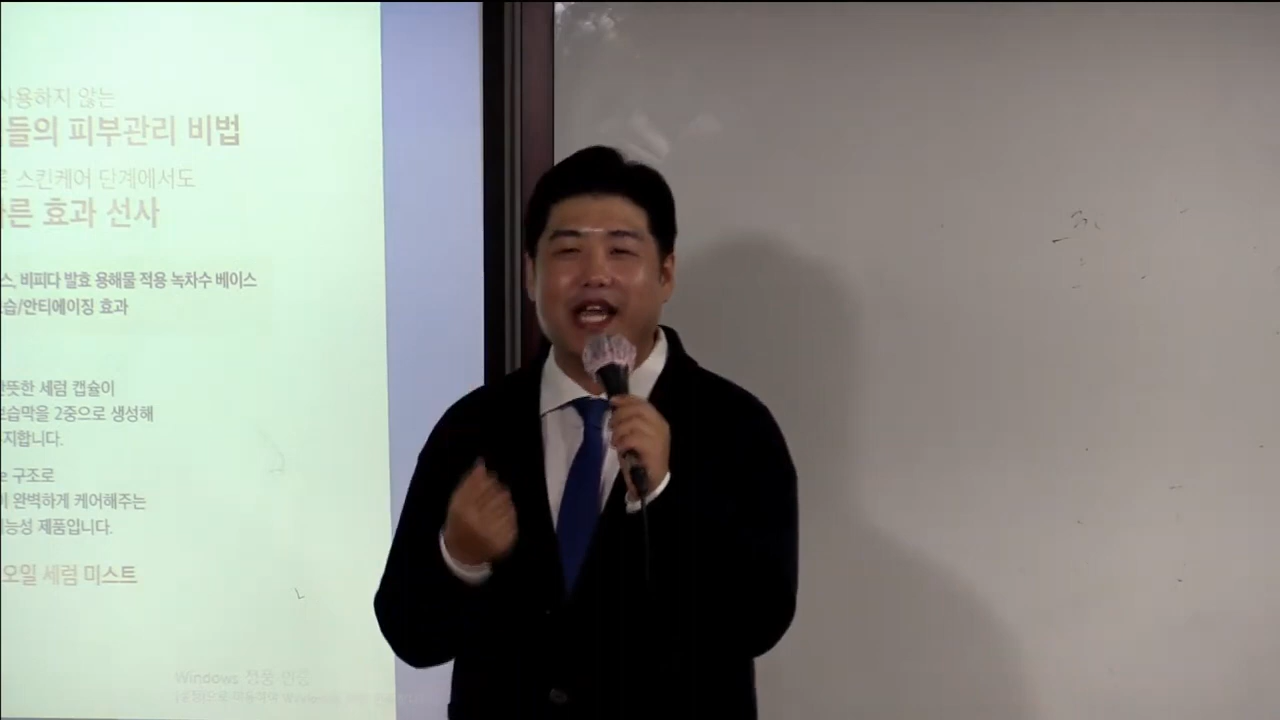 사용하지 않는
들의 피부관리 비법
스킨케어 단계에서도
른 효과 선사
스, 비피다 발효 용해물 적용 녹차수 베이스
습/안티에이징 효과
산뜻한 세럼 캡슐이
보습막을 2중으로 생성해
지합니다.
e 구조로
이 완벽하게 케어해주는
능성 제품입니다.
오일 세럼 미스트
Windows 정품 인증